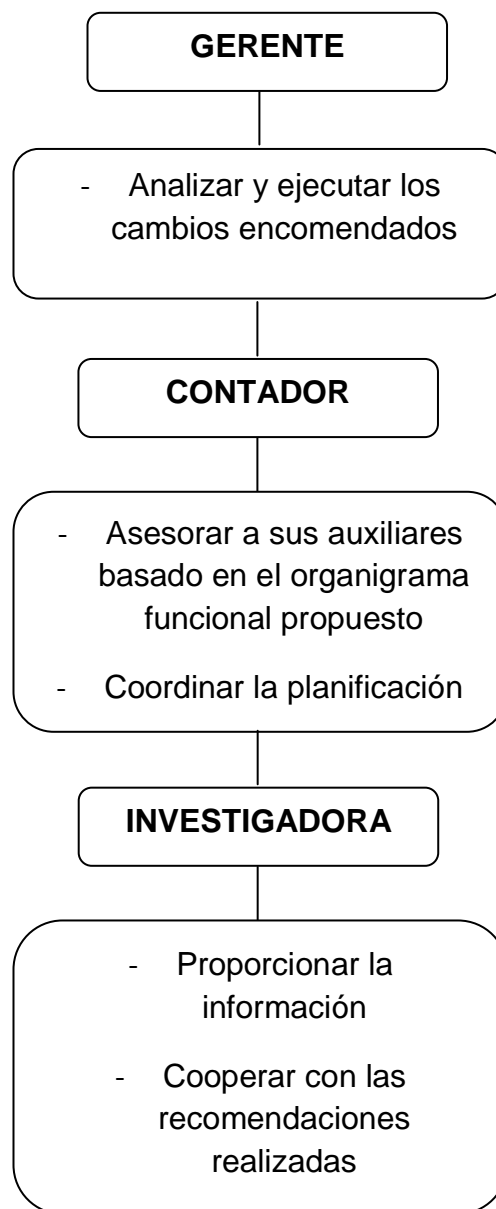 GERENTE
- Analizar y ejecutar los
cambios encomendados
CONTADOR
- Asesorar a sus auxiliares
basado en el organigrama
funcional propuesto
- Coordinar la planificación
INVESTIGADORA
- Proporcionar la
información
- Cooperar con las
recomendaciones
realizadas